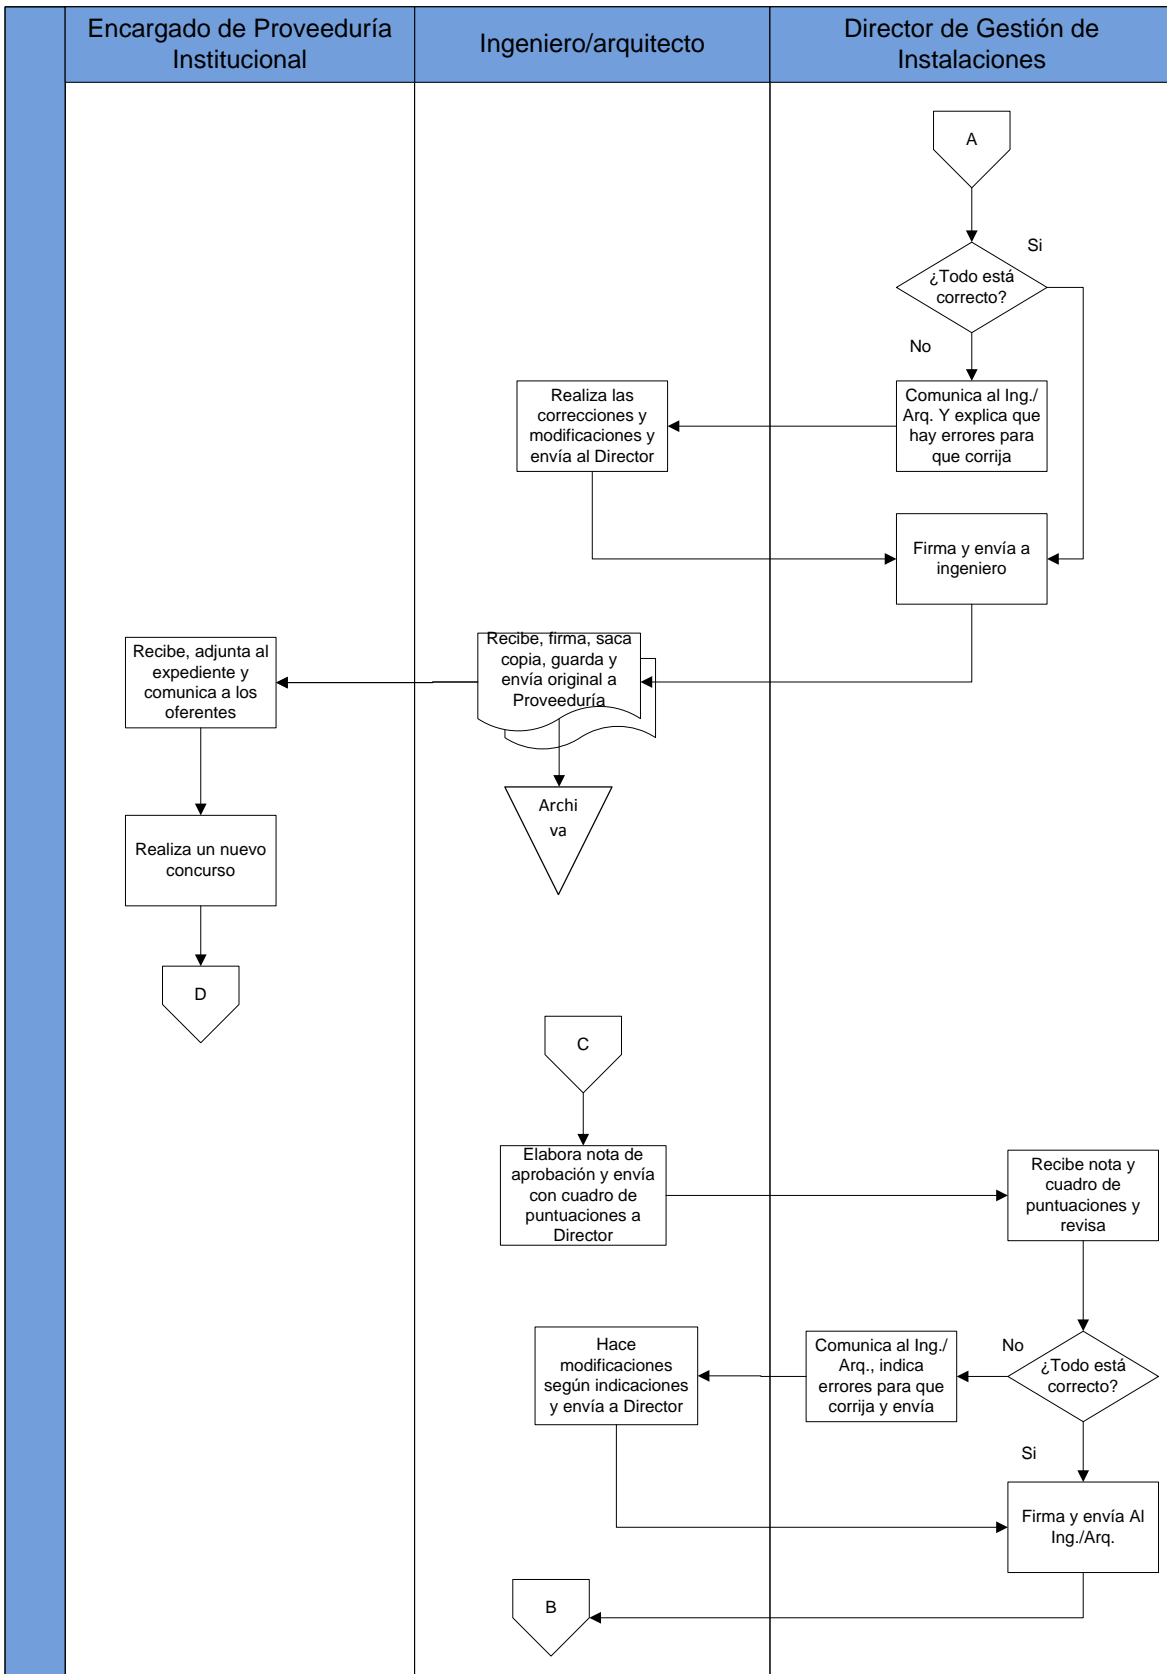 Encargado de Proveeduría
Institucional
Ingeniero/arquitecto
Director de Gestión de
Instalaciones
A
Si
¿Todo está
correcto?
No
Realiza las
correcciones y
modificaciones y
envía al Director
Comunica al Ing./
Arq. Y explica que
hay errores para
que corrija
Firma y envía a
ingeniero
Recibe, adjunta al
expediente y
comunica a los
oferentes
Recibe, firma, saca
copia, guarda y
envía original a
Proveeduría
Archi
va
Realiza un nuevo
concurso
D
C
Elabora nota de
aprobación y envía
con cuadro de
puntuaciones a
Director
Recibe nota y
cuadro de
puntuaciones y
revisa
Hace
modificaciones
según indicaciones
y envía a Director
Comunica al Ing./
Arq., indica
errores para que
corrija y envía
No
¿Todo está
correcto?
Si
Firma y envía Al
Ing./Arq.
B